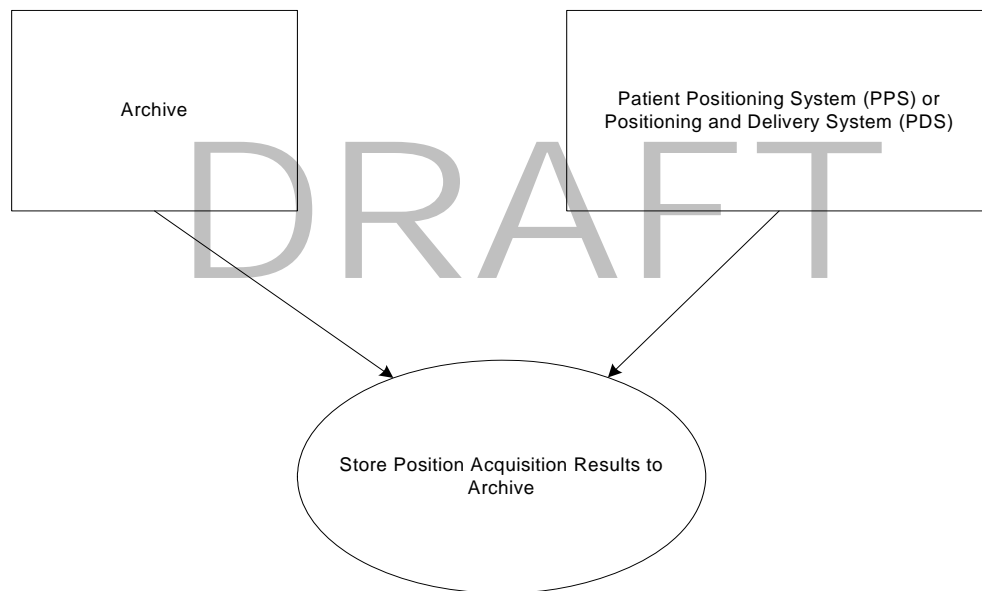 Archive
Patient Positioning System (PPS) or
Positioning and Delivery System (PDS)
DRAFT
Store Position Acquisition Results to
Archive